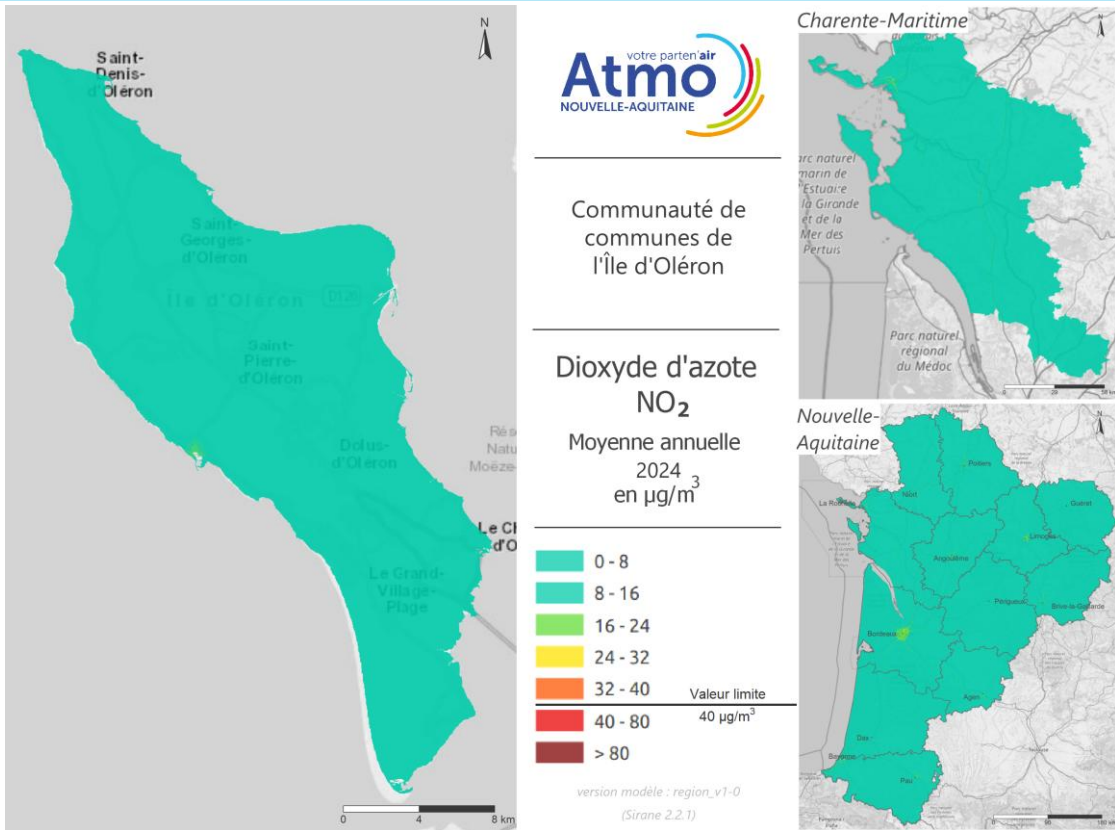 N
Saint-
Denis-
d'Oléron
Saint-
Georges-
d'Oléron
Île d'Oléron
Saint-
Pierre-
d'Oléron
Dolus-
d'Oléron
Rés
Natu
Moëze-
Le Ch
d'O
Le Grand-
Village-
Plage
0 4 8 km
votre parten'air
Atmo
NOUVELLE-AQUITAINE
Communauté de
communes de
l'Île d'Oléron
Dioxyde d'azote
NO₂
Moyenne annuelle
2024
en µg/m³
0 - 8
8 - 16
16 - 24
24 - 32
32 - 40
Valeur limite
40 µg/m³
40 - 80
> 80
version modèle : region_v1-0
(Sirane 2.2.1)
Charente-Maritime
N
arc naturel
marin de
'Estuaire
la Gironde
et de la
Mer des
Pertuis
Parc naturel
régional
du Médoc
Nouvelle-
Aquitaine
N
Poitiers
Niort
La Rochelle
Guéret
Limoges
Angoulême
Périgueux
Brive-la-Gaillarde
Bordeaux
Agen
Dax
Bayonne
Pau